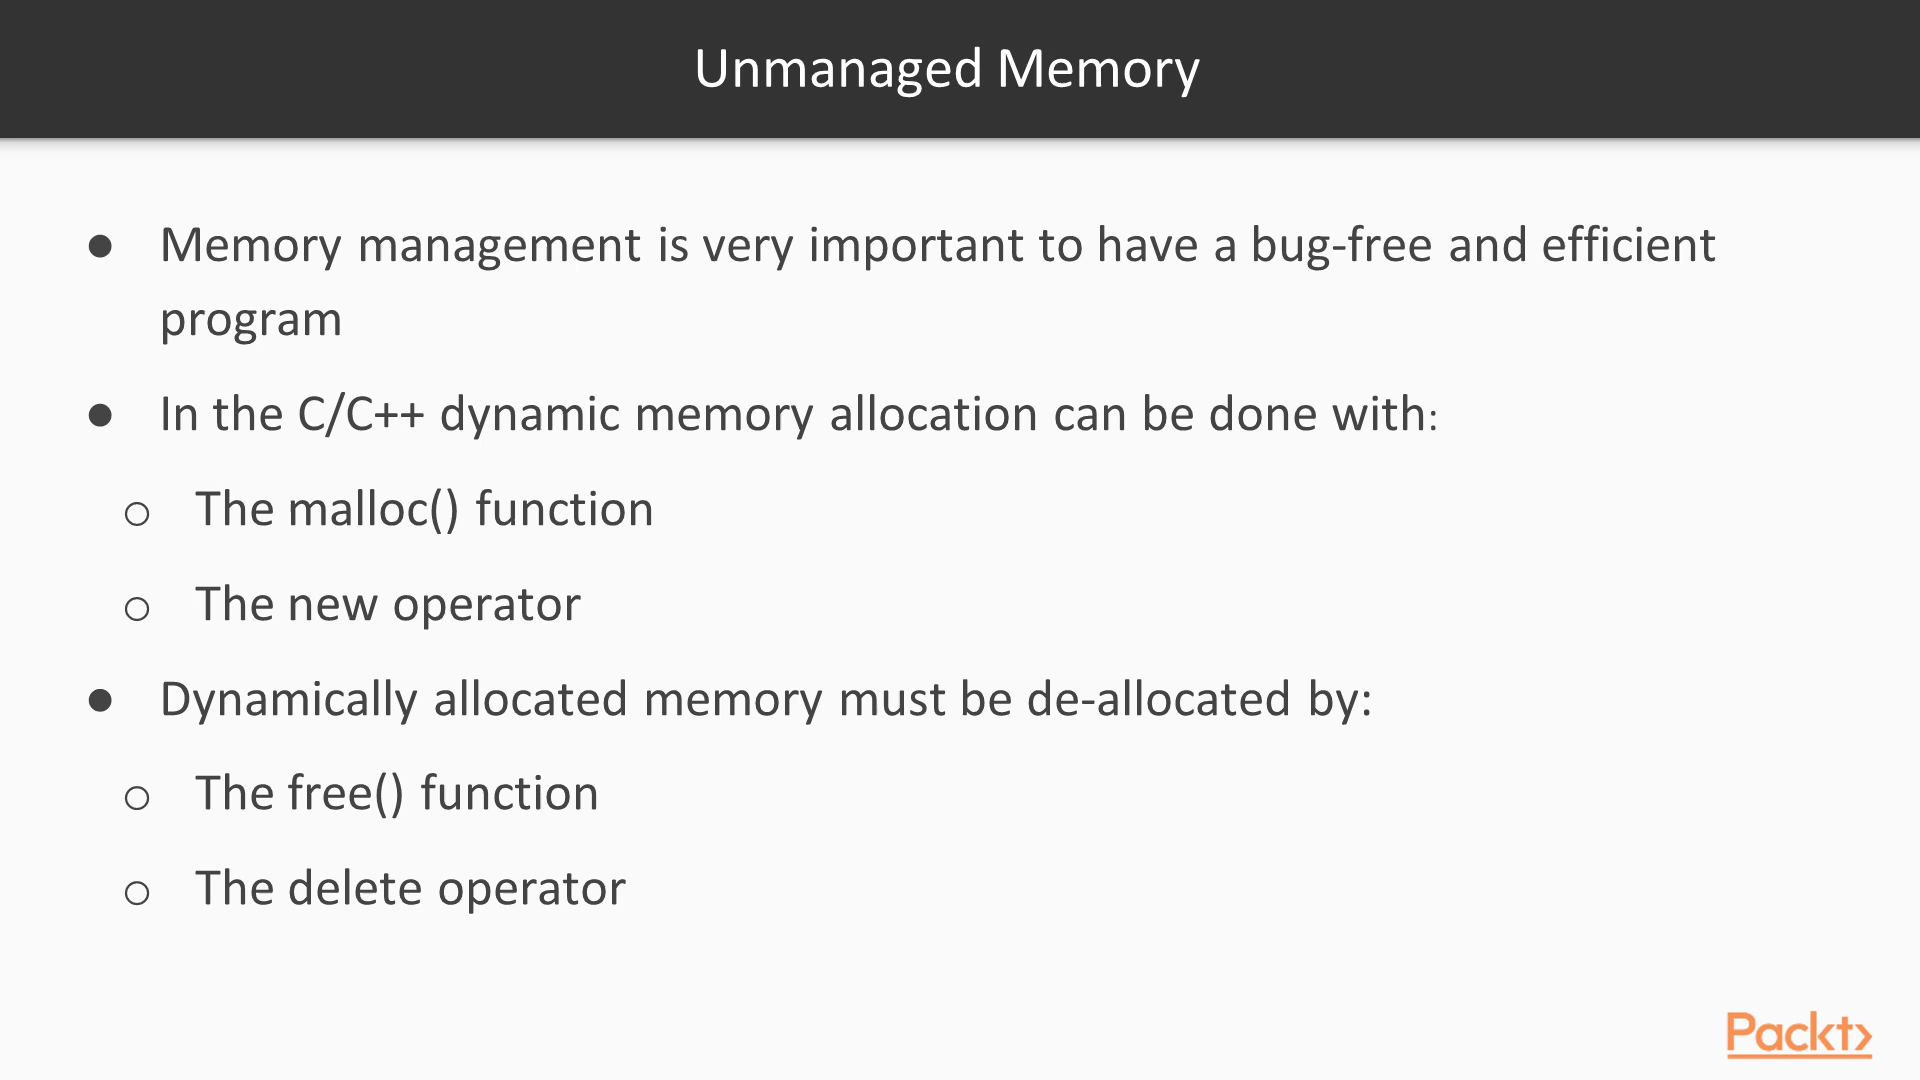 Unmanaged Memory
● Memory management is very important to have a bug-free and efficient
program
● In the C/C++ dynamic memory allocation can be done with:
○ The malloc() function
○ The new operator
● Dynamically allocated memory must be de-allocated by:
○ The free() function
○ The delete operator
Packt>